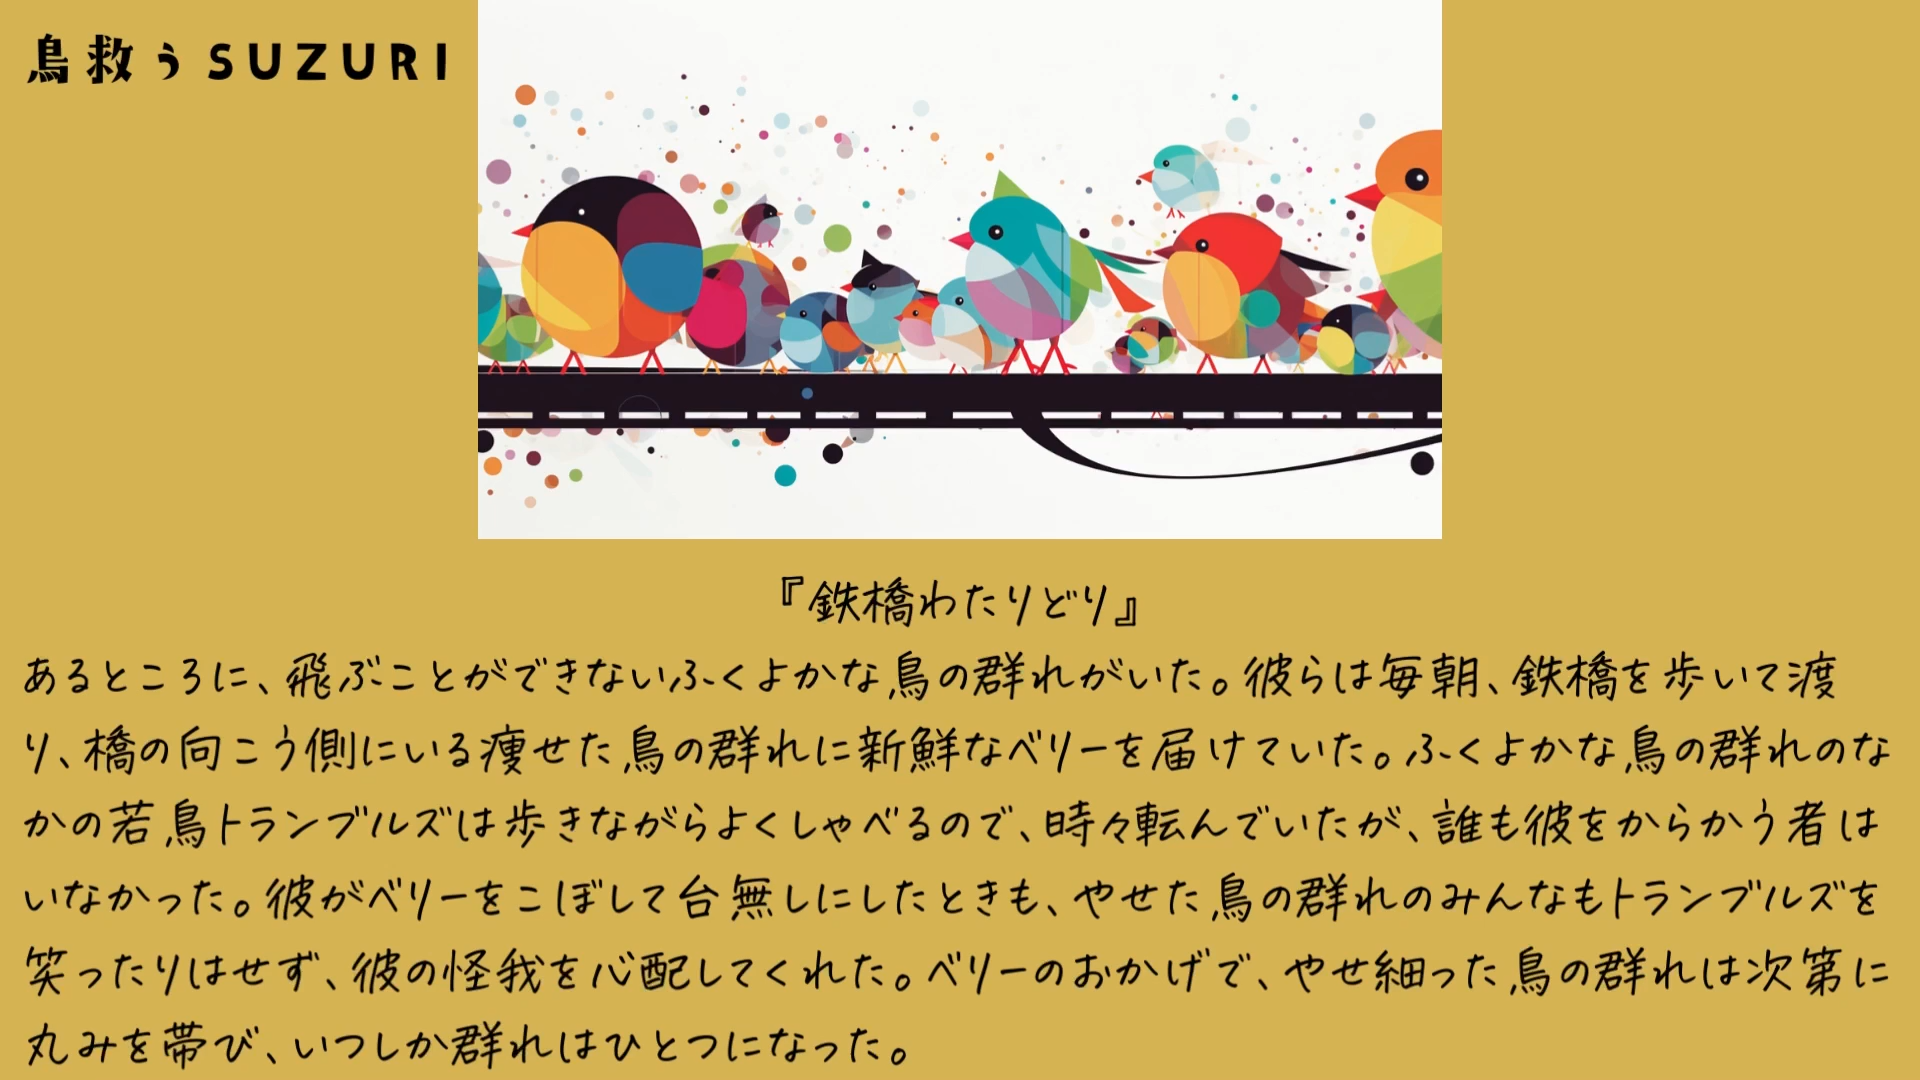 鳥救うSUZURI
『鉄橋わたりどり』
あるところに、飛ぶことができないふくよかな鳥の群れがいた。彼らは毎朝、鉄橋を歩いて渡
り、橋の向こう側にいる痩せた鳥の群れに新鮮なベリーを届けていた。ふくよかな鳥の群れのな
かの若鳥トランブルズは歩きながらよくしゃべるので、時々転んでいたが、誰も彼をからかう者は
いなかった。彼がベリーをこぼして台無しにしたときも、やせた鳥の群れのみんなもトランブルズを
笑ったりはせず、彼の怪我を心配してくれた。ベリーのおかげで、やせ細った鳥の群れは次第に
丸みを帯び、いつしか群れはひとつになった。